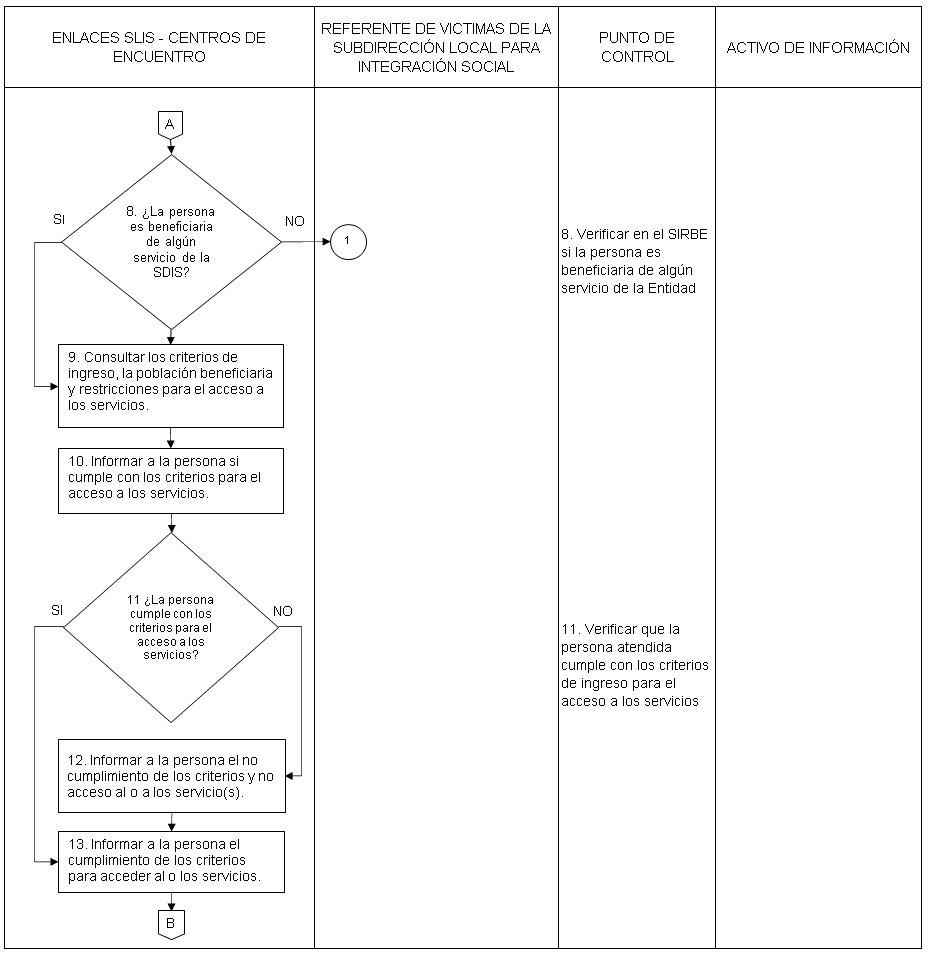 ENLACES SLIS - CENTROS DE
ENCUENTRO
REFERENTE DE VICTIMAS DE LA
SUBDIRECCIÓN LOCAL PARA
INTEGRACIÓN SOCIAL
PUNTO DE
CONTROL
ACTIVO DE INFORMACIÓN
A
8. ¿La persona
es beneficiaria
de algún
servicio de la
SDIS?
SI
NO
1
8. Verificar en el SIRBE
si la persona es
beneficiaria de algún
servicio de la Entidad
9. Consultar los criterios de
ingreso, la población beneficiaria
y restricciones para el acceso a
los servicios.
10. Informar a la persona si
cumple con los criterios para el
acceso a los servicios.
11 ¿La persona
cumple con los
criterios para el
acceso a los
servicios?
SI
NO
11. Verificar que la
persona atendida
cumple con los criterios
de ingreso para el
acceso a los servicios
12. Informar a la persona el no
cumplimiento de los criterios y no
acceso al o a los servicio(s).
13. Informar a la persona el
cumplimiento de los criterios
para acceder al o los servicios.
B